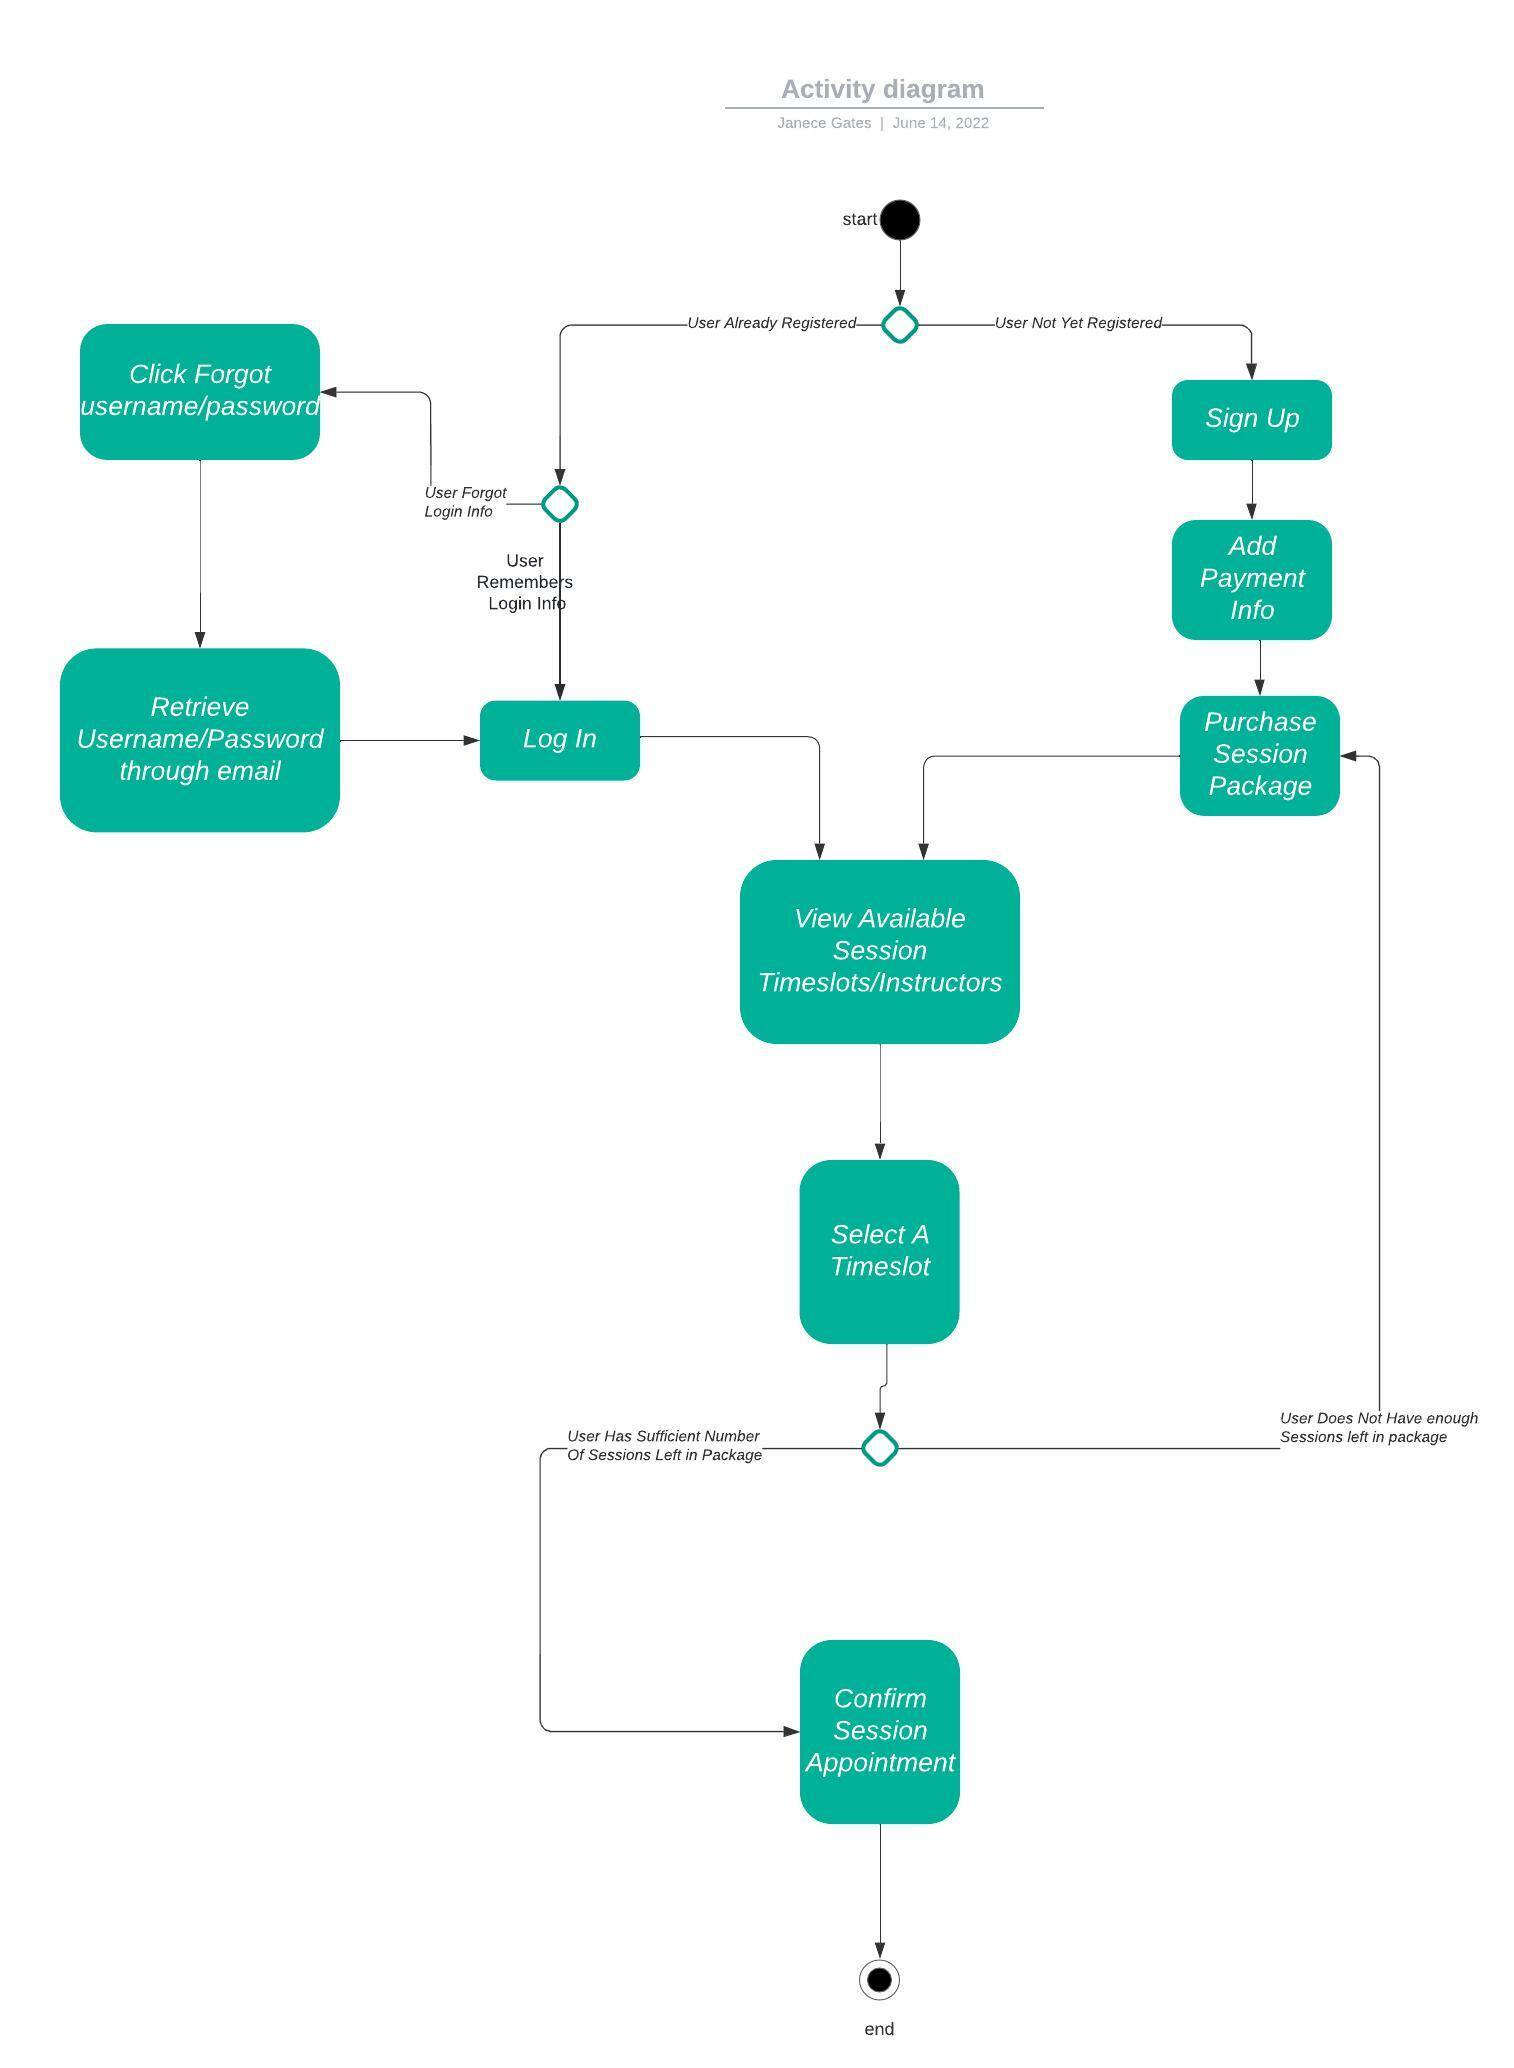 Activity diagram
Janece Gates | June 14, 2022
start
User Already Registered
User Not Yet Registered
Click Forgot
username/password
Sign Up
User Forgot
Login Info
User
Remembers
Login Info
Add
Payment
Info
Retrieve
Username/Password
through email
Log In
Purchase
Session
Package
View Available
Session
Timeslots/Instructors
Select A
Timeslot
User Has Sufficient Number
Of Sessions Left in Package
User Does Not Have enough
Sessions left in package
Confirm
Session
Appointment
end